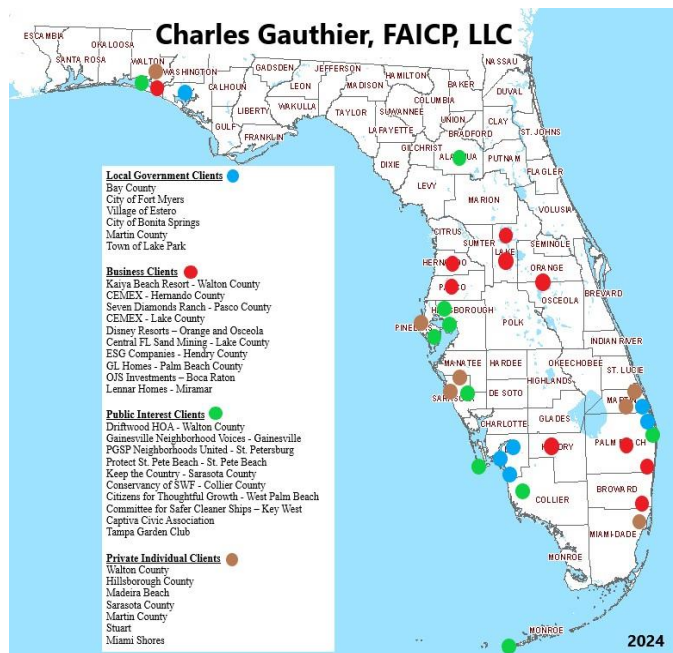 Charles Gauthier, FAICP, LLC
ESCAMBIA
OKALOOSA
SANTA ROSA
WALTON
WASHINGTON
CALHOUN
GULF
GADSDEN
LIBERTY
FRANKLIN
LEON
WAKULLA
JEFFERSON
MADISON
TAYLOR
HAMILTON
SUWANNEE
LAFAYETTE
DIXIE
COLUMBIA
BAKER
NASSAU
DUVAL
UNION
BRADFORD
CLAY
ST. JOHNS
GILCHRIST
PUTNAM
FLAGLER
LEVY
MARION
VOLUSIA
CITRUS
SUMTER
LAKE
SEMINOLE
ORANGE
BREVARD
OSCEOLA
POLK
INDIAN RIVER
MANATEE
HARDEE
OKEECHOBEE
ST. LUCIE
HIGHLANDS
DE SOTO
CHARLOTTE
GLADES
BROWARD
COLLIER
MIAMI-DADE
MONROE
MONROE
Local Government Clients
Bay County
City of Fort Myers
Village of Estero
City of Bonita Springs
Martin County
Town of Lake Park
Business Clients
Kaiya Beach Resort - Walton County
CEMEX - Hernando County
Seven Diamonds Ranch - Pasco County
CEMEX - Lake County
Disney Resorts – Orange and Osceola
Central FL Sand Mining - Lake County
ESG Companies - Hendry County
GL Homes - Palm Beach County
OJS Investments – Boca Raton
Lennar Homes - Miramar
Public Interest Clients
Driftwood HOA - Walton County
Gainesville Neighborhood Voices - Gainesville
PGSP Neighborhoods United - St. Petersburg
Protect St. Pete Beach - St. Pete Beach
Keep the Country - Sarasota County
Conservancy of SWF - Collier County
Citizens for Thoughtful Growth - West Palm Beach
Committee for Safer Cleaner Ships – Key West
Captiva Civic Association
Tampa Garden Club
Private Individual Clients
Walton County
Hillsborough County
Madeira Beach
Sarasota County
Martin County
Stuart
Miami Shores
2024